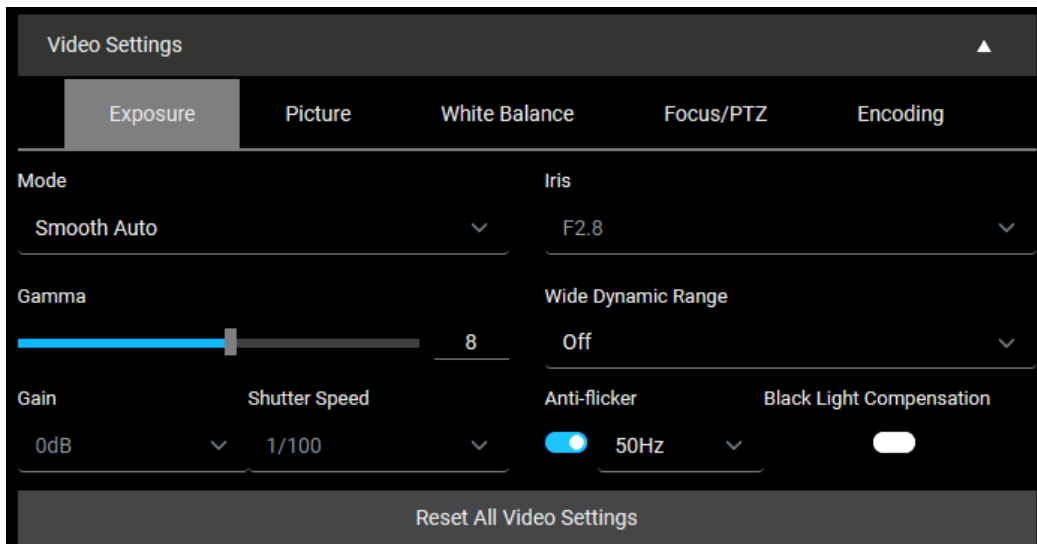 Video Settings
Exposure Picture White Balance Focus/PTZ Encoding
Mode Iris
Smooth Auto F2.8
Gamma Wide Dynamic Range
8 Off
Gain Shutter Speed Anti-flicker Black Light Compensation
0dB 1/100 50Hz
Reset All Video Settings